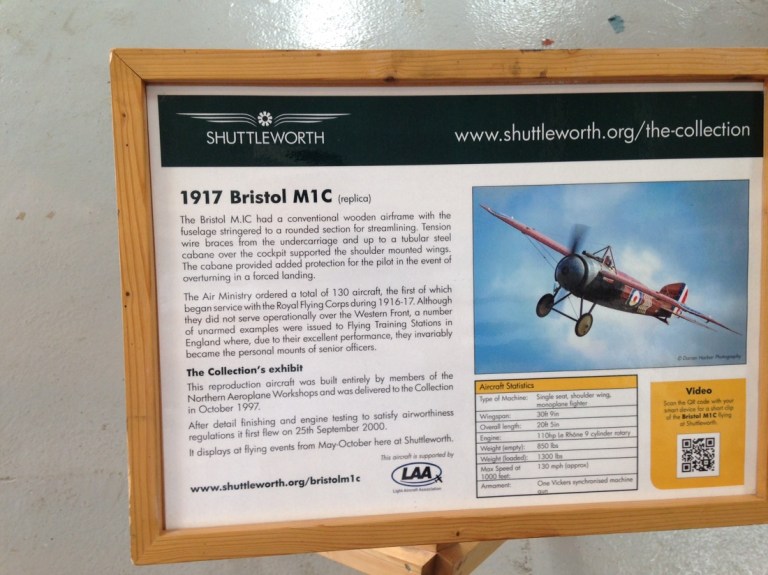 SHUTTLEWORTH
www.shuttleworth.org/the-collection
1917 Bristol M1C (replica)
The Bristol M.IC had a conventional wooden airframe with the
fuselage stringered to a rounded section for streamlining. Tension
wire braces from the undercarriage and up to a tubular steel
cabane over the cockpit supported the shoulder mounted wings.
The cabane provided added protection for the pilot in the event of
overturning in a forced landing.
The Air Ministry ordered a total of 130 aircraft, the first of which
began service with the Royal Flying Corps during 1916-17. Although
they did not serve operationally over the Western Front, a number
of unarmed examples were issued to Flying Training Stations in
England where, due to their excellent performance, they invariably
became the personal mounts of senior officers.
The Collection's exhibit
This reproduction aircraft was built entirely by members of the
Northern Aeroplane Workshops and was delivered to the Collection
in October 1997.
After detail finishing and engine testing to satisfy airworthiness
regulations it first flew on 25th September 2000.
It displays at flying events from May-October here at Shuttleworth.
www.shuttleworth.org/bristolm1c
This aircraft is supported by
LAA
Light Aircraft Association
© Darren Harbar Photography
Aircraft Statistics
Type of Machine: Single seat, shoulder wing,
monoplane fighter
Wingspan: 30ft 9in
Overall length: 20ft 5in
Engine: 110hp Le Rhône 9 cylinder rotary
Weight (empty): 850 lbs
Weight (loaded): 1300 lbs
Max Speed at
1000 feet: 130 mph (approx)
Armament: One Vickers synchronised machine
gun
Video
Scan the QR code with your
smart device for a short clip
of the Bristol M1C flying
at Shuttleworth.